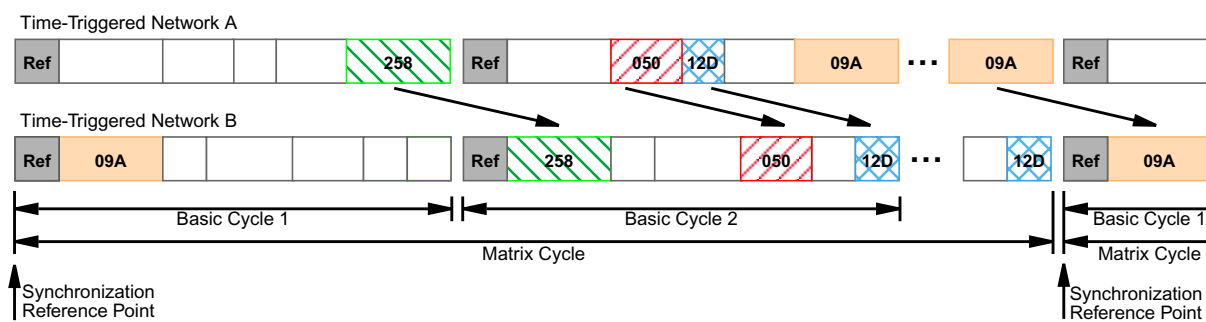 Time-Triggered Network A
Ref 258 Ref 050 12D 09A ... 09A Ref
Time-Triggered Network B
Ref 09A Ref 258 050 12D ... 12D Ref 09A
Basic Cycle 1 Basic Cycle 2 Basic Cycle 1
Matrix Cycle Matrix Cycle
Synchronization Synchronization
Reference Point Reference Point